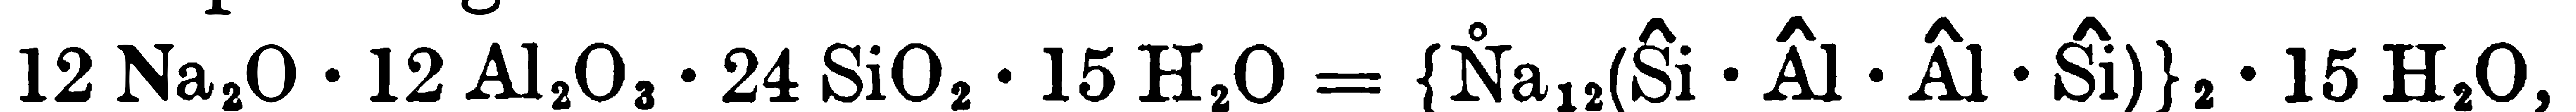 12 Na₂O · 12 Al₂O₃ · 24 SiO₂ · 15 H₂O = {N̊a₁₂(Ŝi · Âl · Âl · Ŝi)}₂ · 15 H₂O,